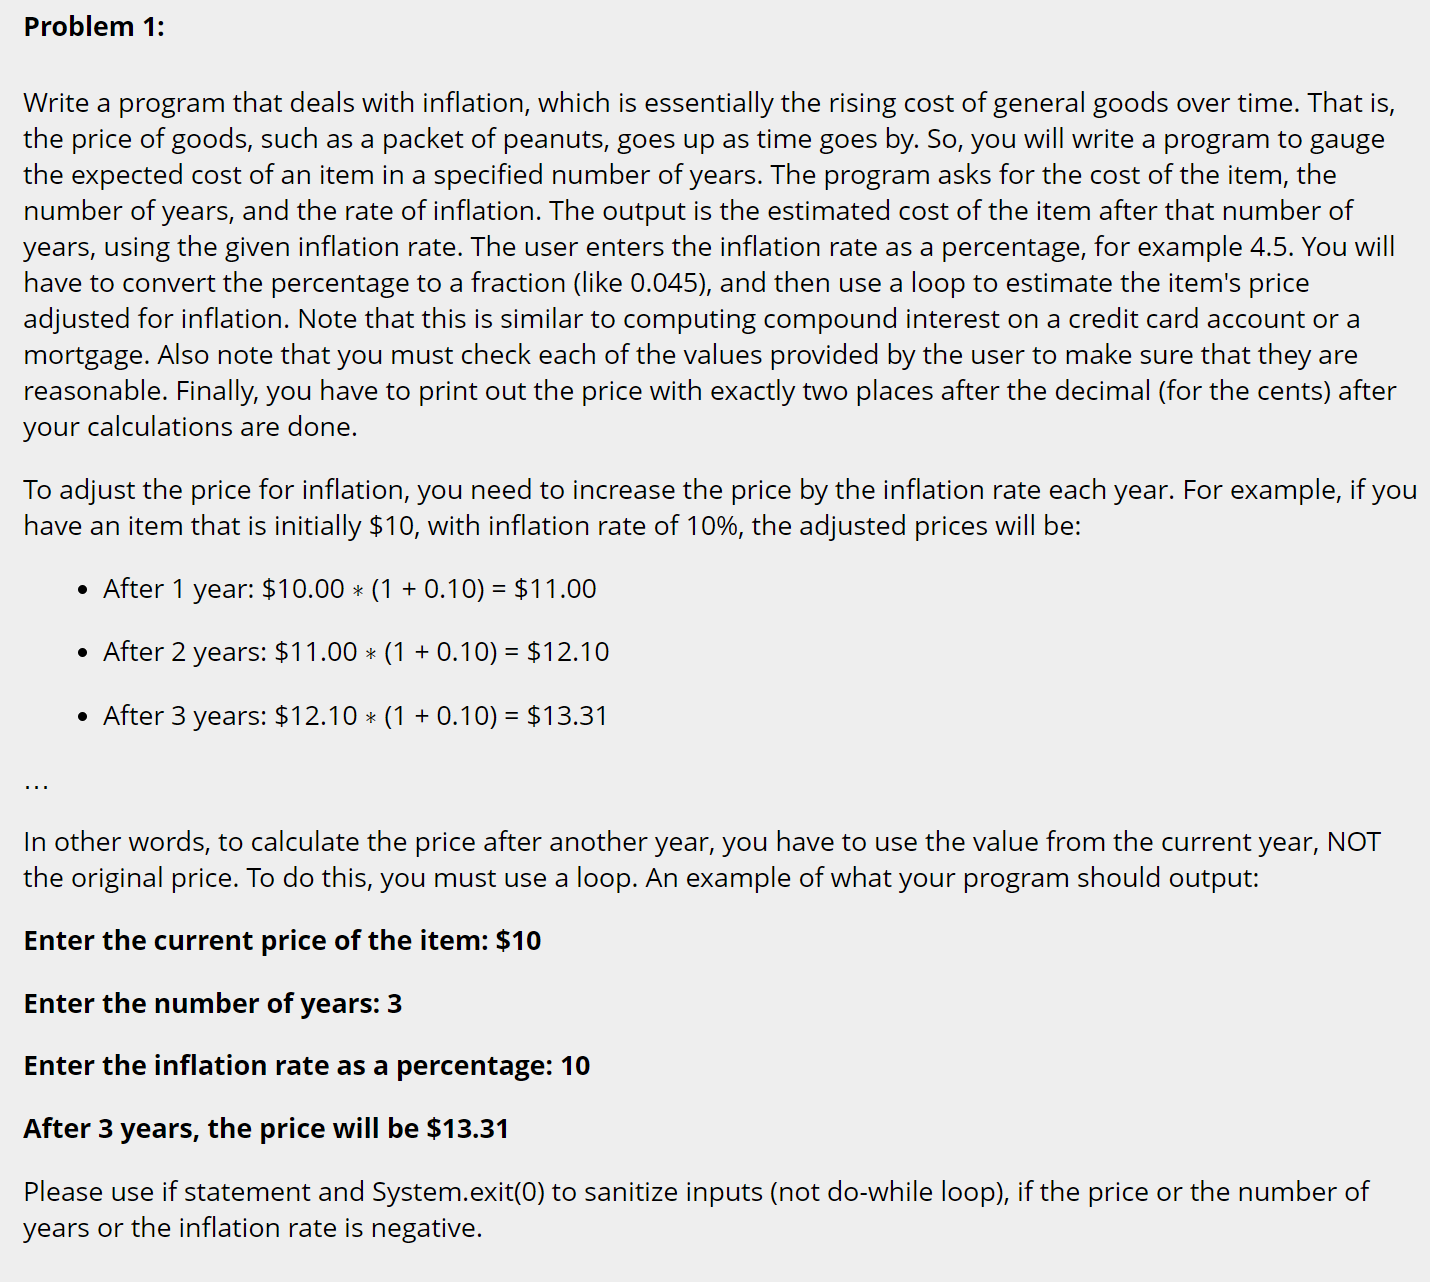 Problem 1:
Write a program that deals with inflation, which is essentially the rising cost of general goods over time. That is,
the price of goods, such as a packet of peanuts, goes up as time goes by. So, you will write a program to gauge
the expected cost of an item in a specified number of years. The program asks for the cost of the item, the
number of years, and the rate of inflation. The output is the estimated cost of the item after that number of
years, using the given inflation rate. The user enters the inflation rate as a percentage, for example 4.5. You will
have to convert the percentage to a fraction (like 0.045), and then use a loop to estimate the item's price
adjusted for inflation. Note that this is similar to computing compound interest on a credit card account or a
mortgage. Also note that you must check each of the values provided by the user to make sure that they are
reasonable. Finally, you have to print out the price with exactly two places after the decimal (for the cents) after
your calculations are done.
To adjust the price for inflation, you need to increase the price by the inflation rate each year. For example, if you
have an item that is initially $10, with inflation rate of 10%, the adjusted prices will be:
• After 1 year: $10.00 * (1 + 0.10) = $11.00
• After 2 years: $11.00 * (1 + 0.10) = $12.10
• After 3 years: $12.10 * (1 + 0.10) = $13.31
…
In other words, to calculate the price after another year, you have to use the value from the current year, NOT
the original price. To do this, you must use a loop. An example of what your program should output:
Enter the current price of the item: $10
Enter the number of years: 3
Enter the inflation rate as a percentage: 10
After 3 years, the price will be $13.31
Please use if statement and System.exit(0) to sanitize inputs (not do-while loop), if the price or the number of
years or the inflation rate is negative.